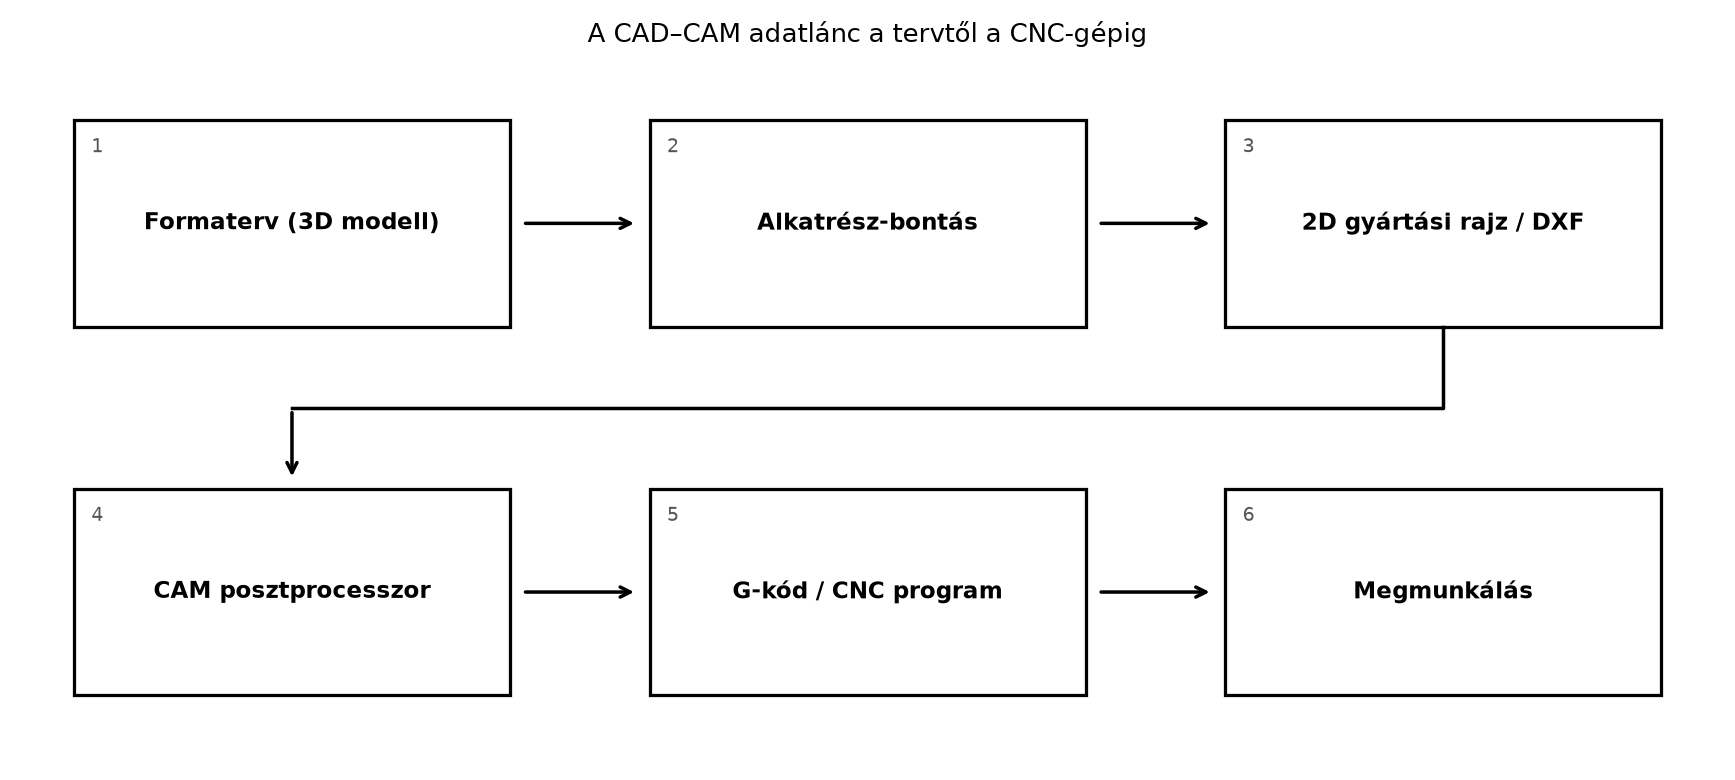 A CAD–CAM adatlánc a tervtől a CNC-gépig
1
Formaterv (3D modell)
2
Alkatrész-bontás
3
2D gyártási rajz / DXF
4
CAM posztprocesszor
5
G-kód / CNC program
6
Megmunkálás